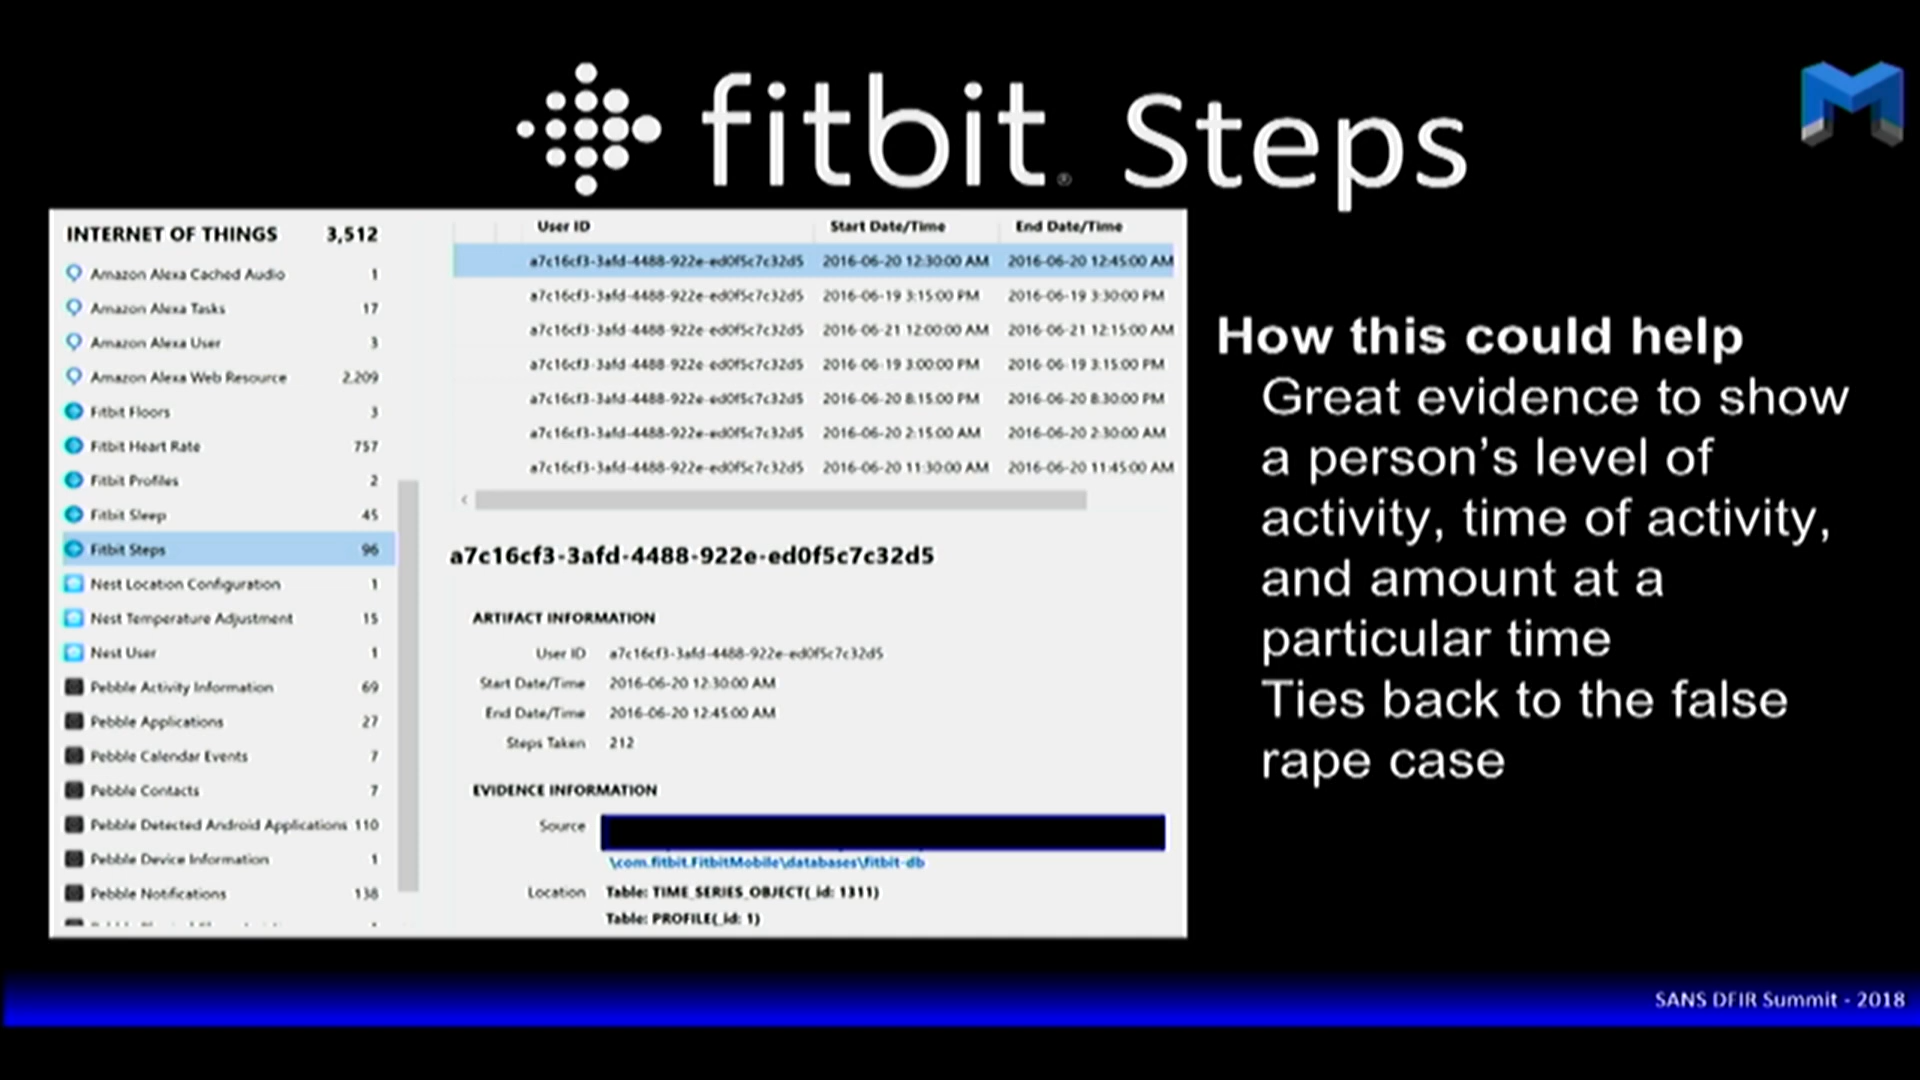 fitbit® Steps
INTERNET OF THINGS 3,512
Amazon Alexa Cached Audio 1
Amazon Alexa Tasks 17
Amazon Alexa User 3
Amazon Alexa Web Resource 2,209
Fitbit Floors 3
Fitbit Heart Rate 757
Fitbit Profiles 2
Fitbit Sleep 45
Fitbit Steps 96
Nest Location Configuration 1
Nest Temperature Adjustment 15
Nest User 1
Pebble Activity Information 69
Pebble Applications 27
Pebble Calendar Events 7
Pebble Contacts 7
Pebble Detected Android Applications 110
Pebble Device Information 1
Pebble Notifications 138
User ID Start Date/Time End Date/Time
a7c16cf3-3afd-4488-922e-ed0f5c7c32d5 2016-06-20 12:30:00 AM 2016-06-20 12:45:00 AM
a7c16cf3-3afd-4488-922e-ed0f5c7c32d5 2016-06-19 3:15:00 PM 2016-06-19 3:30:00 PM
a7c16cf3-3afd-4488-922e-ed0f5c7c32d5 2016-06-21 12:00:00 AM 2016-06-21 12:15:00 AM
a7c16cf3-3afd-4488-922e-ed0f5c7c32d5 2016-06-19 3:00:00 PM 2016-06-19 3:15:00 PM
a7c16cf3-3afd-4488-922e-ed0f5c7c32d5 2016-06-20 8:15:00 PM 2016-06-20 8:30:00 PM
a7c16cf3-3afd-4488-922e-ed0f5c7c32d5 2016-06-20 2:15:00 AM 2016-06-20 2:30:00 AM
a7c16cf3-3afd-4488-922e-ed0f5c7c32d5 2016-06-20 11:30:00 AM 2016-06-20 11:45:00 AM
a7c16cf3-3afd-4488-922e-ed0f5c7c32d5
ARTIFACT INFORMATION
User ID a7c16cf3-3afd-4488-922e-ed0f5c7c32d5
Start Date/Time 2016-06-20 12:30:00 AM
End Date/Time 2016-06-20 12:45:00 AM
Steps Taken 212
EVIDENCE INFORMATION
Source
\com.fitbit.FitbitMobile\databases\fitbit-db
Location Table: TIME_SERIES_OBJECT(_id: 1311)
Table: PROFILE(_id: 1)
How this could help
Great evidence to show
a person's level of
activity, time of activity,
and amount at a
particular time
Ties back to the false
rape case
SANS DFIR Summit - 2018